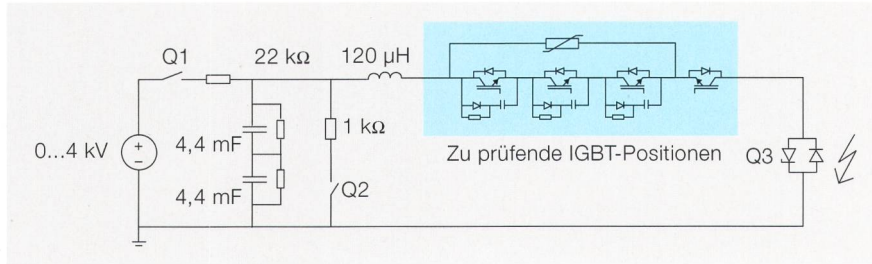 Q1
22 kΩ
120 µH
0...4 kV
+
−
4,4 mF
4,4 mF
1 kΩ
Q2
Zu prüfende IGBT-Positionen
Q3